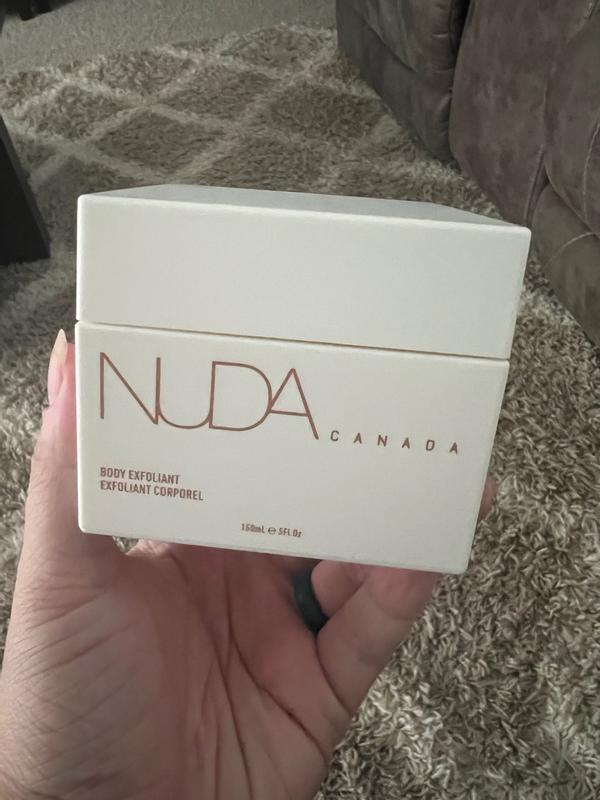 NUDA CANADA
BODY EXFOLIANT
EXFOLIANT CORPOREL
150mL ℮ 5FL.Oz